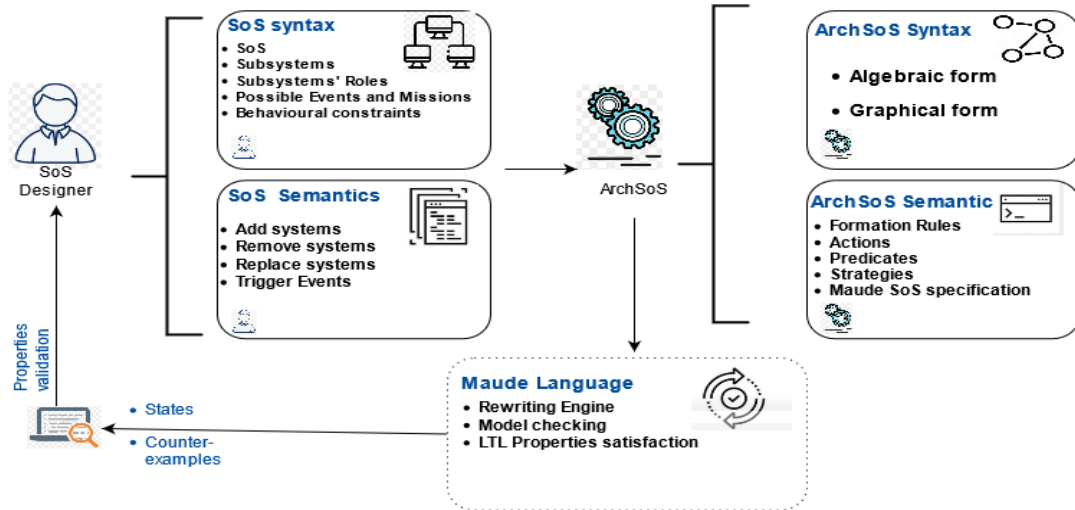 SoS syntax
• SoS
• Subsystems
• Subsystems' Roles
• Possible Events and Missions
• Behavioural constraints
SoS
Designer
SoS Semantics
• Add systems
• Remove systems
• Replace systems
• Trigger Events
ArchSoS
ArchSoS Syntax
• Algebraic form
• Graphical form
ArchSoS Semantic
• Formation Rules
• Actions
• Predicates
• Strategies
• Maude SoS specification
Maude Language
• Rewriting Engine
• Model checking
• LTL Properties satisfaction
• States
• Counter-
examples
Properties
validation